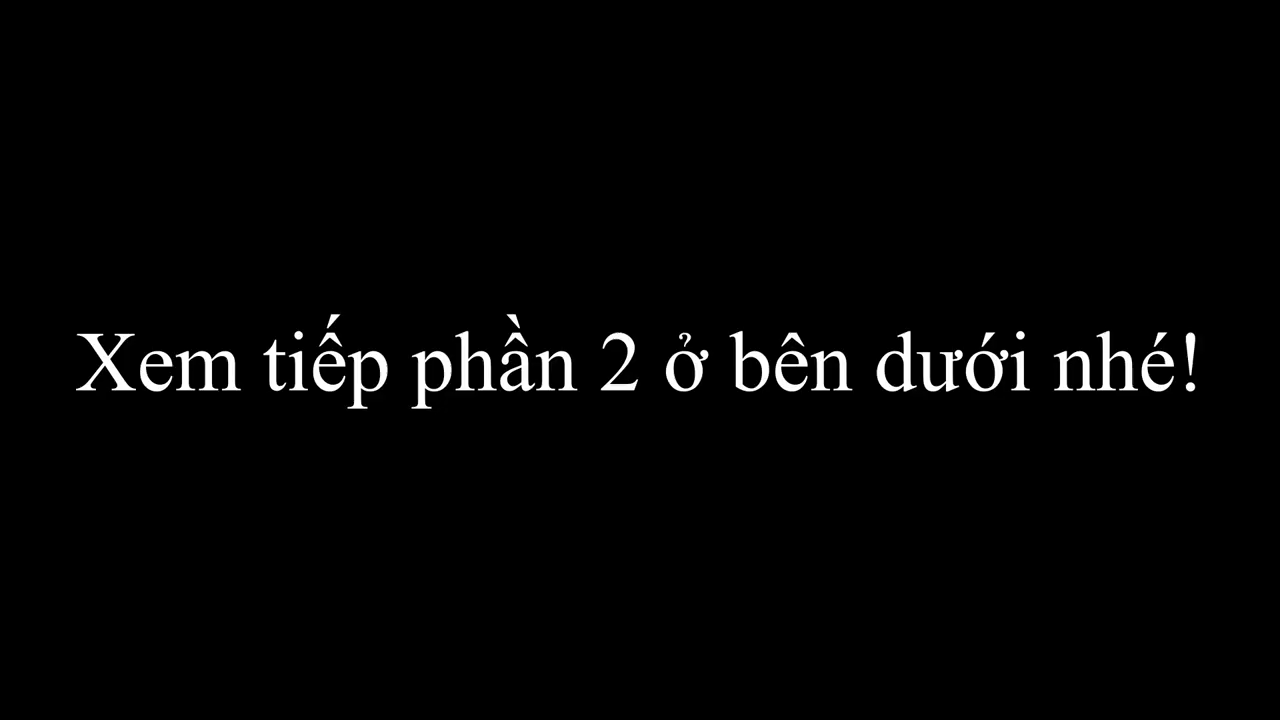 Xem tiếp phần 2 ở bên dưới nhé!